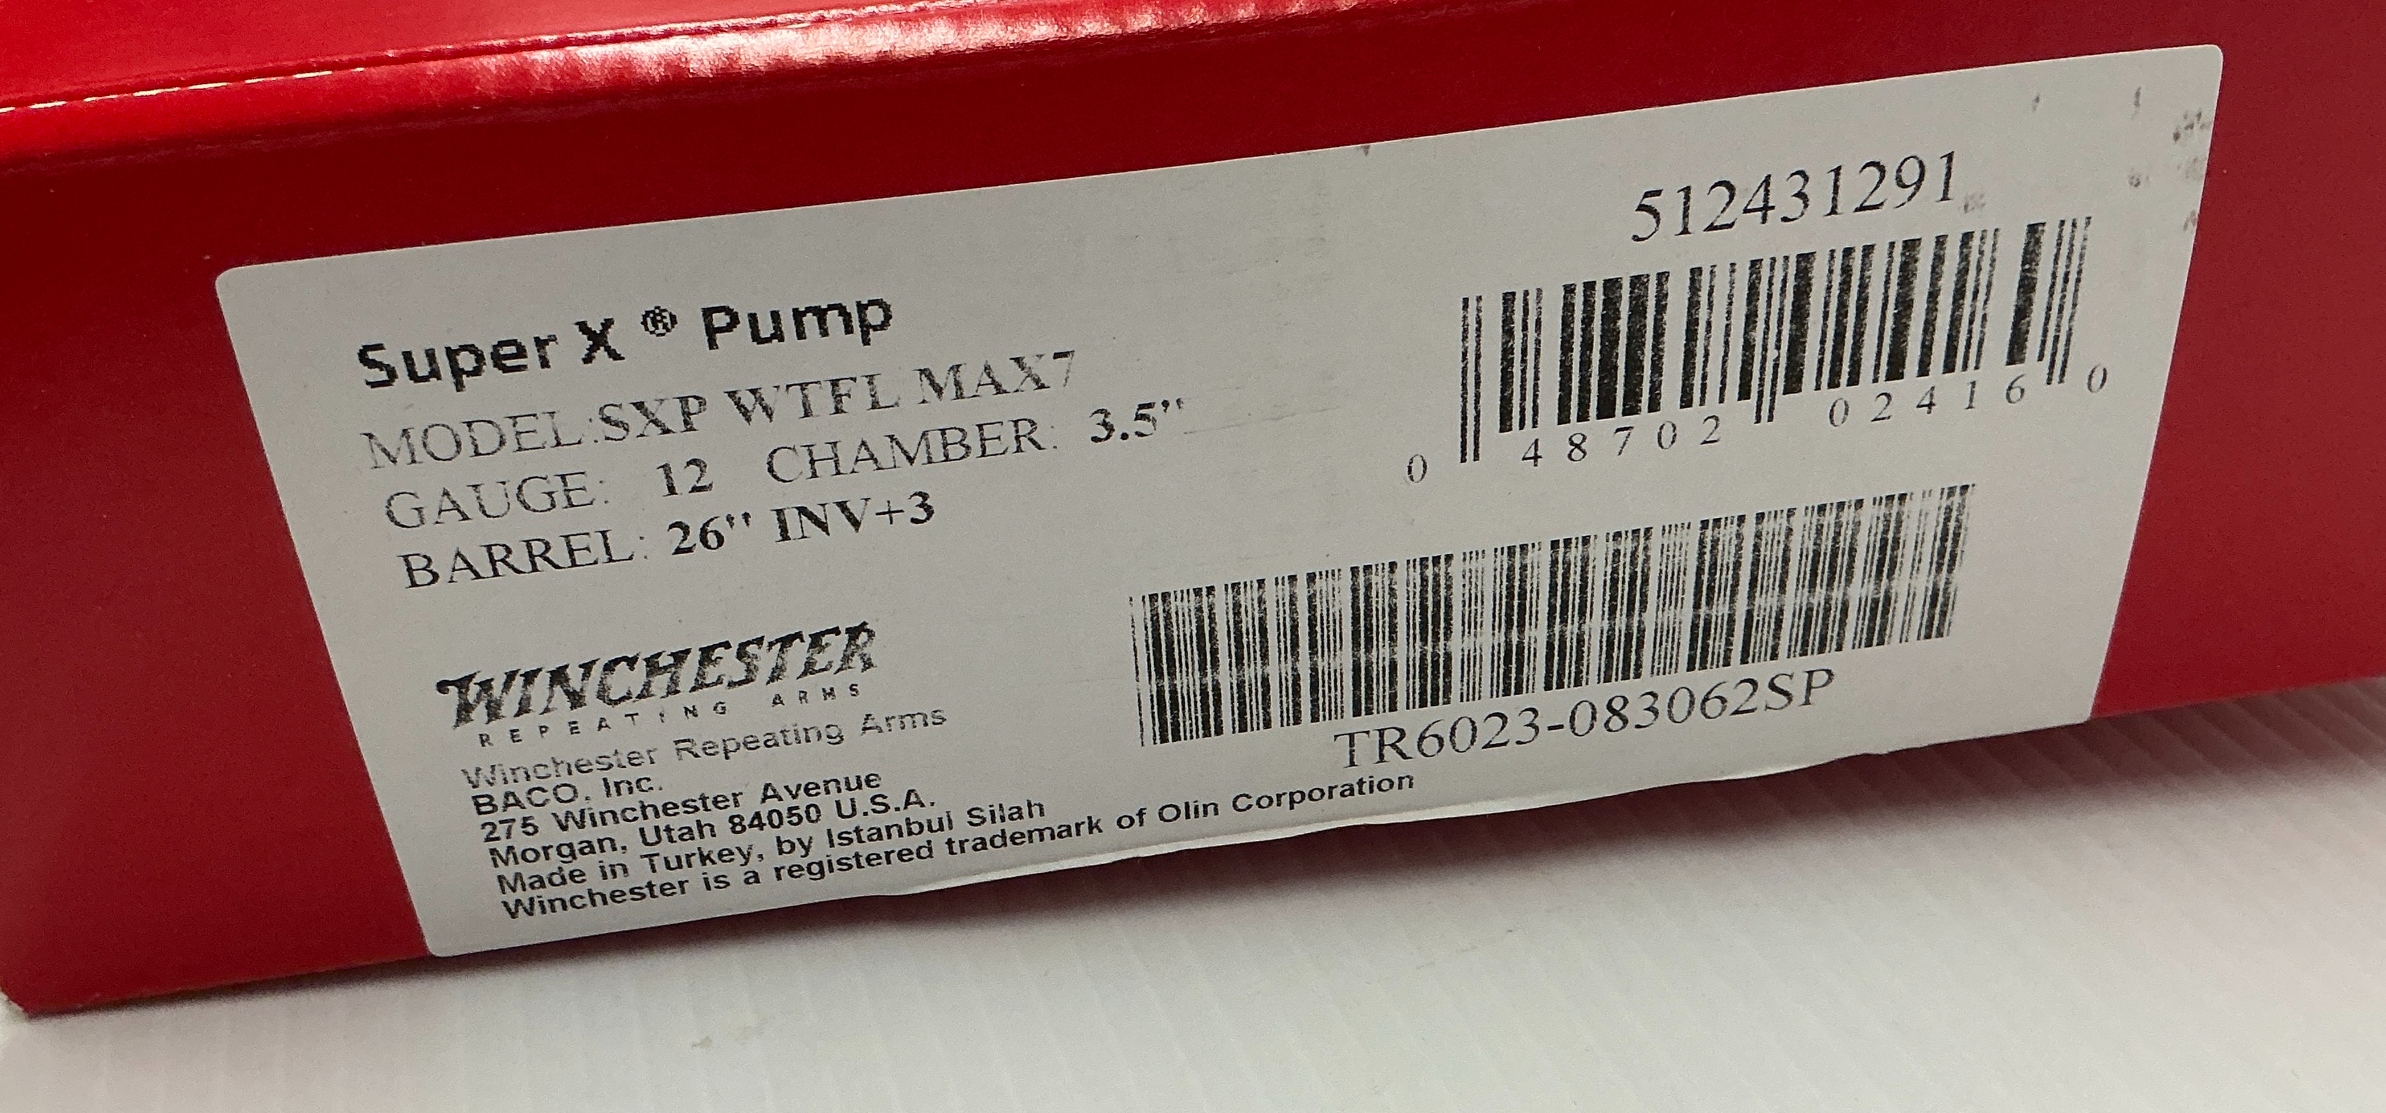 Super X ® Pump
MODEL:SXP WTFL MAX7
GAUGE: 12 CHAMBER: 3.5"
BARREL: 26" INV+3
512431291
0 48702 02416 0
TR6023-083062SP
WINCHESTER
REPEATING ARMS
Winchester Repeating Arms
BACO, Inc.
275 Winchester Avenue
Morgan, Utah 84050 U.S.A.
Made in Turkey, by Istanbul Silah
Winchester is a registered trademark of Olin Corporation